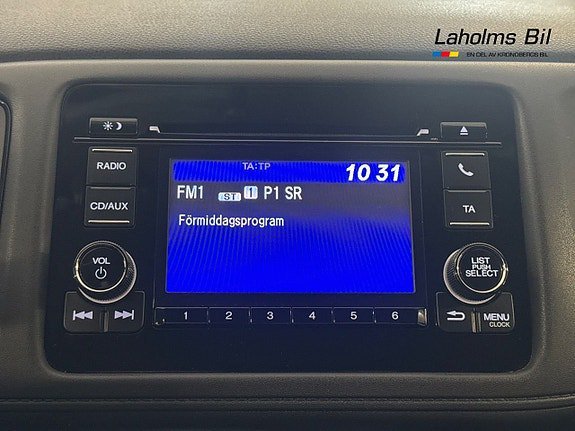 Laholms Bil
EN DEL AV KRONOBERGS BIL
RADIO
CD/AUX
VOL
TA:TP
10 31
FM1 ST 1 P1 SR
Förmiddagsprogram
TA
LIST
PUSH
SELECT
1 2 3 4 5 6
MENU
CLOCK